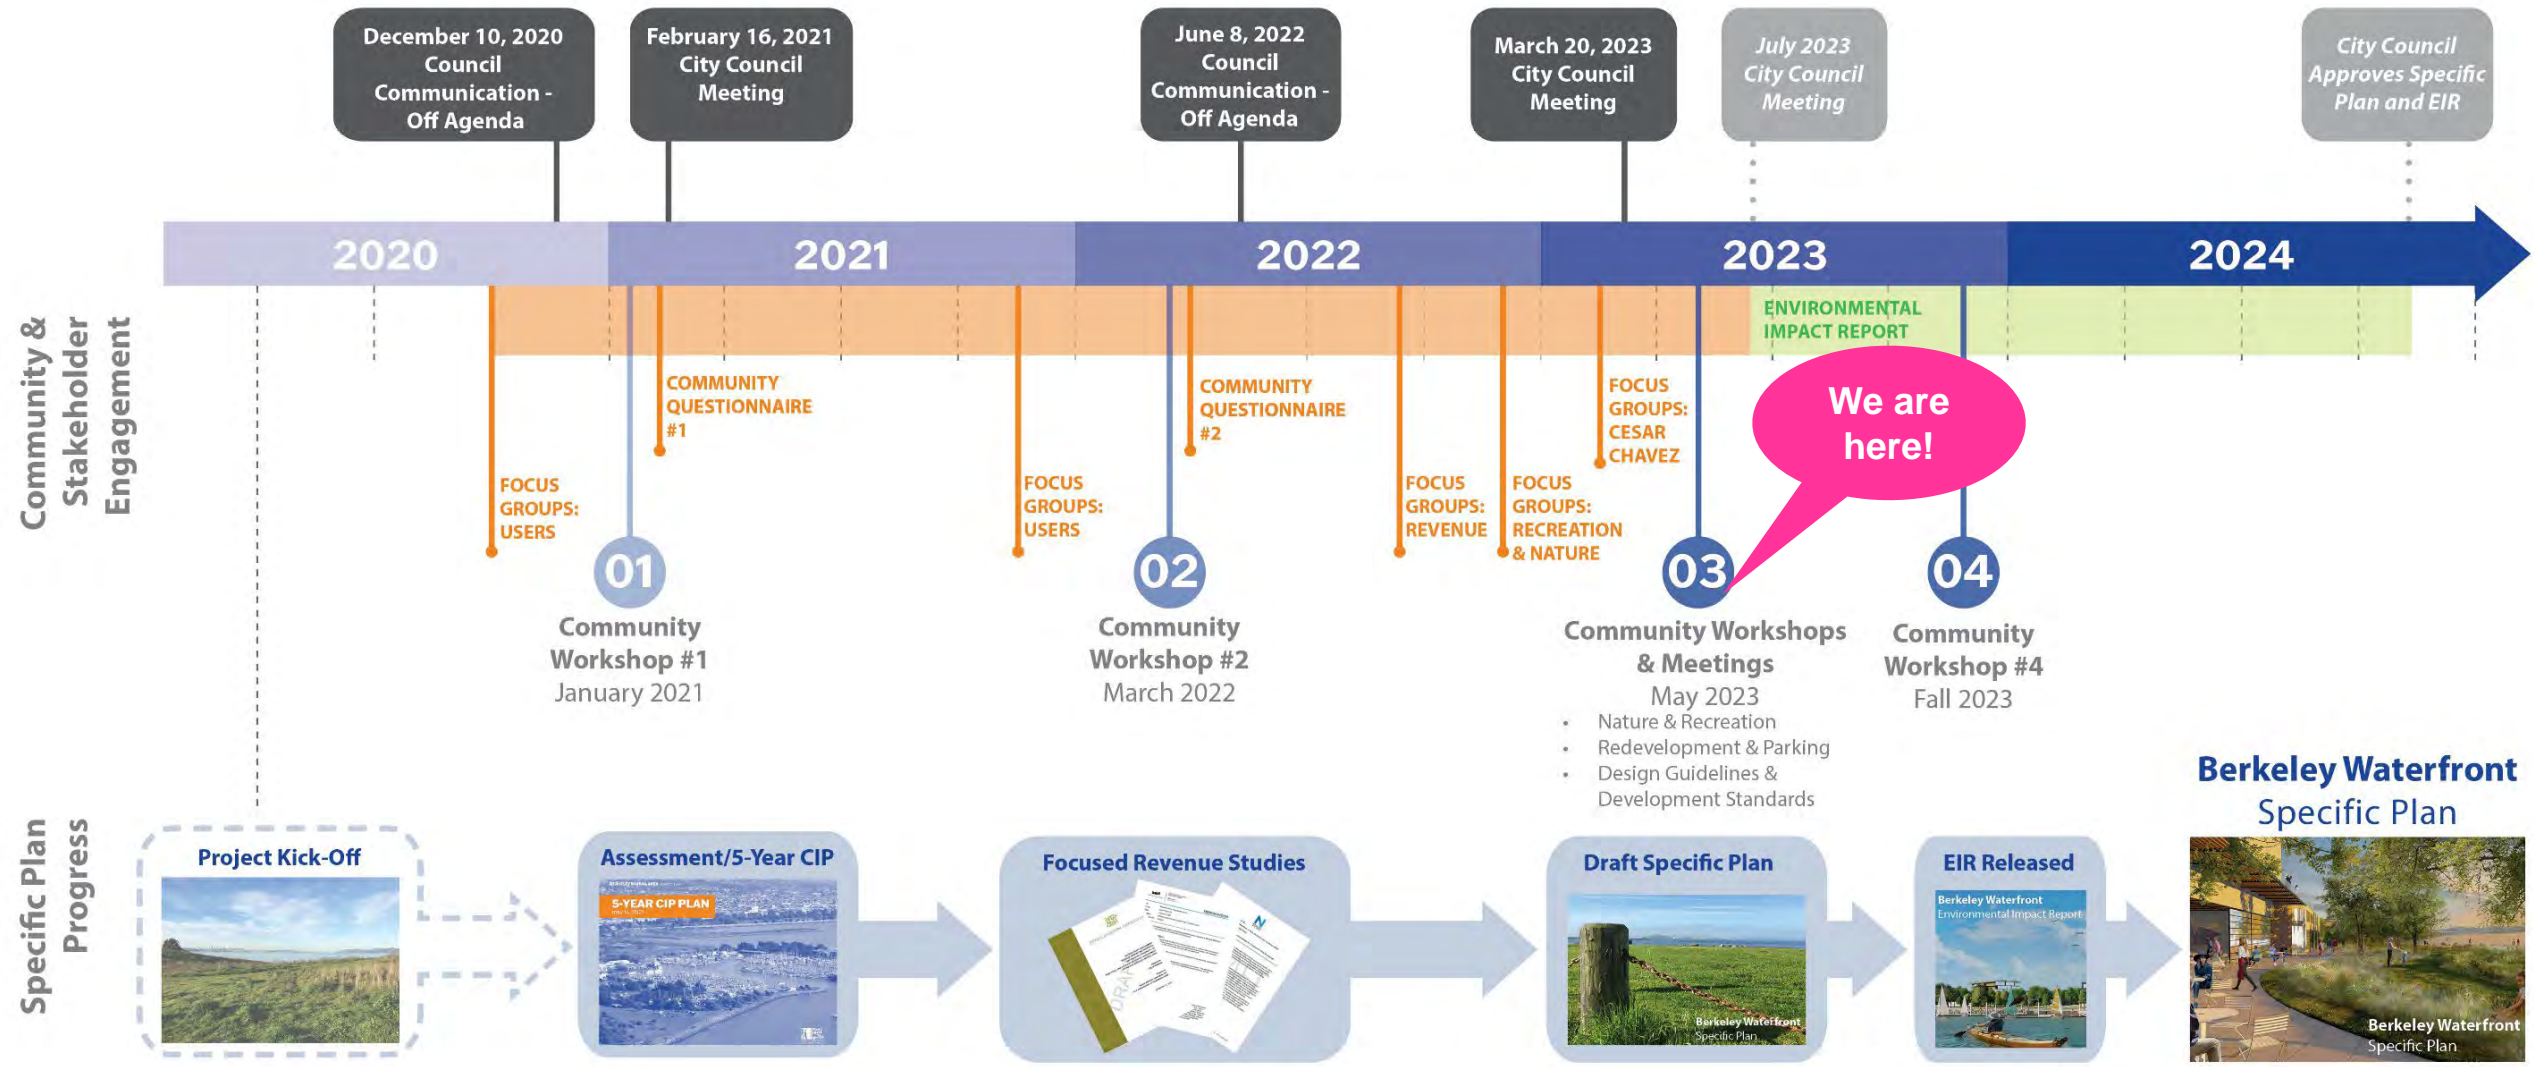 December 10, 2020
Council
Communication -
Off Agenda
February 16, 2021
City Council
Meeting
June 8, 2022
Council
Communication -
Off Agenda
March 20, 2023
City Council
Meeting
July 2023
City Council
Meeting
City Council
Approves Specific
Plan and EIR
2020
2021
2022
2023
2024
Community &
Stakeholder
Engagement
ENVIRONMENTAL
IMPACT REPORT
FOCUS
GROUPS:
USERS
COMMUNITY
QUESTIONNAIRE
#1
FOCUS
GROUPS:
USERS
COMMUNITY
QUESTIONNAIRE
#2
FOCUS
GROUPS:
REVENUE
FOCUS
GROUPS:
RECREATION
& NATURE
FOCUS
GROUPS:
CESAR
CHAVEZ
We are
here!
01
Community
Workshop #1
January 2021
02
Community
Workshop #2
March 2022
03
Community Workshops
& Meetings
May 2023
• Nature & Recreation
• Redevelopment & Parking
• Design Guidelines &
Development Standards
04
Community
Workshop #4
Fall 2023
Specific Plan
Progress
Project Kick-Off
Assessment/5-Year CIP
5-YEAR CIP PLAN
Focused Revenue Studies
DRAFT
Draft Specific Plan
Berkeley Waterfront
Specific Plan
EIR Released
Berkeley Waterfront
Environmental Impact Report
Berkeley Waterfront
Specific Plan
Berkeley Waterfront
Specific Plan